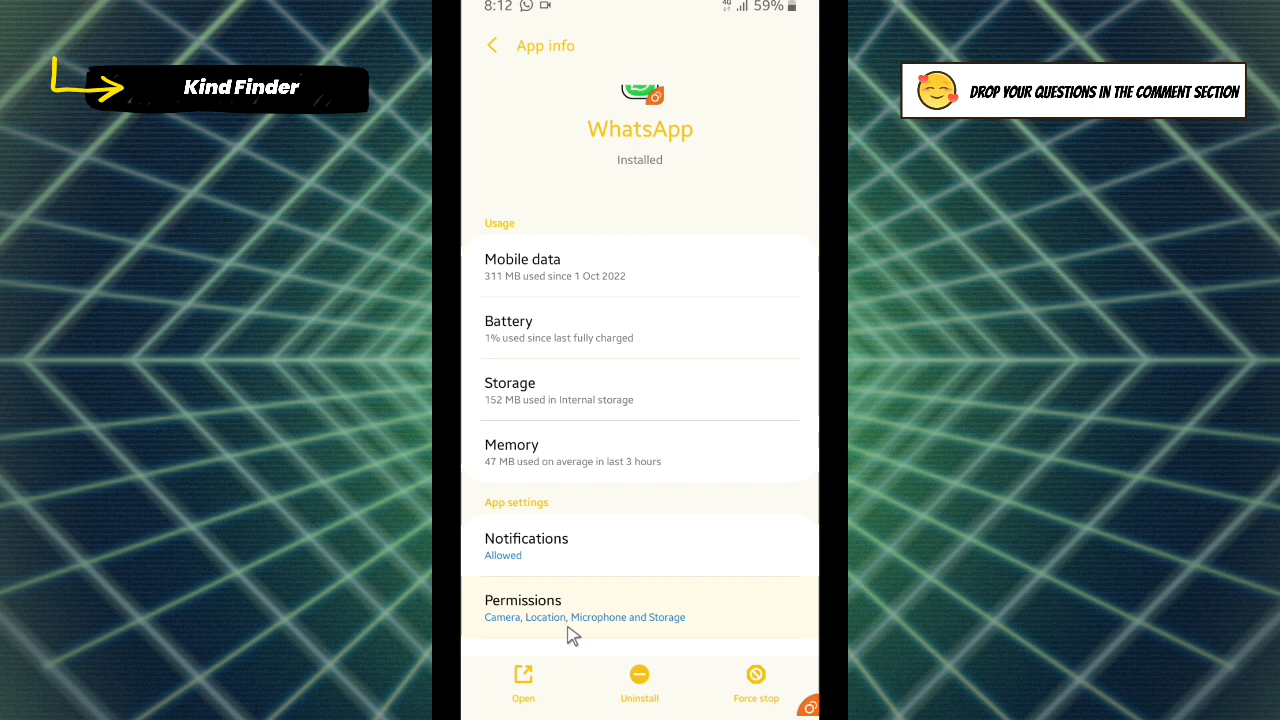 8:12
4G
59%
App info
Kind Finder
DROP YOUR QUESTIONS IN THE COMMENT SECTION
WhatsApp
Installed
Usage
Mobile data
311 MB used since 1 Oct 2022
Battery
1% used since last fully charged
Storage
152 MB used in Internal storage
Memory
47 MB used on average in last 3 hours
App settings
Notifications
Allowed
Permissions
Camera, Location, Microphone and Storage
Open
Uninstall
Force stop